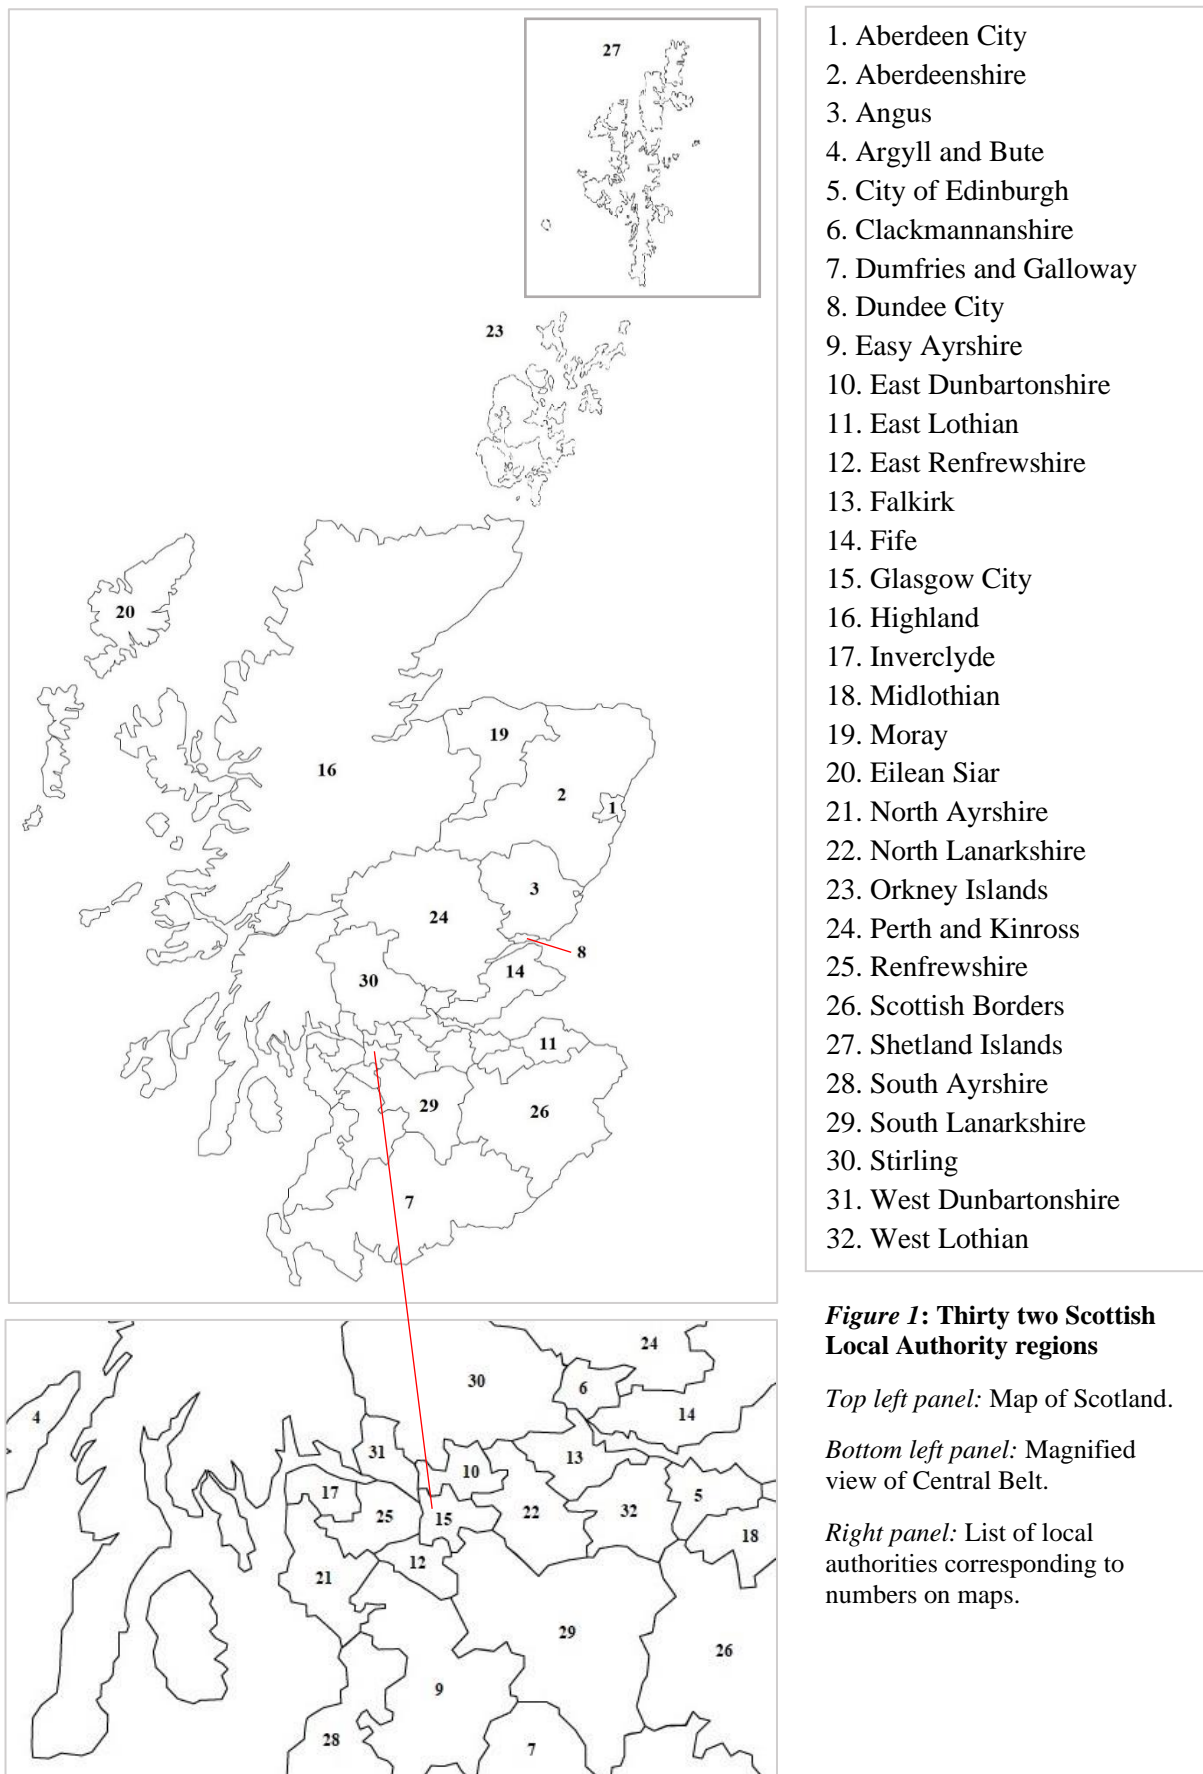 27
23
20
19
16
2
1
3
24
8
14
30
11
29
26
7
24
30
6
4
14
31
13
10
17
5
25
15
22
32
18
12
21
29
26
9
28
7
1. Aberdeen City
2. Aberdeenshire
3. Angus
4. Argyll and Bute
5. City of Edinburgh
6. Clackmannanshire
7. Dumfries and Galloway
8. Dundee City
9. Easy Ayrshire
10. East Dunbartonshire
11. East Lothian
12. East Renfrewshire
13. Falkirk
14. Fife
15. Glasgow City
16. Highland
17. Inverclyde
18. Midlothian
19. Moray
20. Eilean Siar
21. North Ayrshire
22. North Lanarkshire
23. Orkney Islands
24. Perth and Kinross
25. Renfrewshire
26. Scottish Borders
27. Shetland Islands
28. South Ayrshire
29. South Lanarkshire
30. Stirling
31. West Dunbartonshire
32. West Lothian
Figure 1: Thirty two Scottish
Local Authority regions
Top left panel: Map of Scotland.
Bottom left panel: Magnified
view of Central Belt.
Right panel: List of local
authorities corresponding to
numbers on maps.